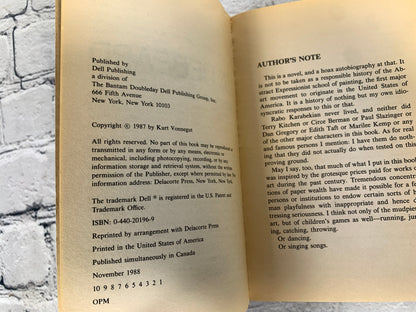 Published by
Dell Publishing
a division of
The Bantam Doubleday Dell Publishing Group, Inc.
666 Fifth Avenue
New York, New York 10103
Copyright © 1987 by Kurt Vonnegut
All rights reserved. No part of this book may be reproduced or
transmitted in any form or by any means, electronic or
mechanical, including photocopying, recording, or by any
information storage and retrieval system, without the written
permission of the Publisher, except where permitted by law. For
information address: Delacorte Press, New York, New York.
The trademark Dell ® is registered in the U.S. Patent and
Trademark Office.
ISBN: 0-440-20196-9
Reprinted by arrangement with Delacorte Press
Printed in the United States of America
Published simultaneously in Canada
November 1988
10 9 8 7 6 5 4 3 2 1
OPM
AUTHOR'S NOTE
This is a novel, and a hoax autobiography at that. It
is not to be taken as a responsible history of the Ab-
stract Expressionist school of painting, the first major
art movement to originate in the United States of
America. It is a history of nothing but my own idio-
syncratic responses to this or that.
Rabo Karabekian never lived, and neither did
Terry Kitchen or Circe Berman or Paul Slazinger or
Dan Gregory or Edith Taft or Marilee Kemp or any
of the other major characters in this book. As for real
and famous persons I mention: I have them do noth-
ing that they did not actually do when tested on this
proving ground.
May I say, too, that much of what I put in this book
was inspired by the grotesque prices paid for works of
art during the past century. Tremendous concentra-
tions of paper wealth have made it possible for a few
persons or institutions to endow certain sorts of hu-
man playfulness with inappropriate and hence dis-
tressing seriousness. I think not only of the mudpies of
art, but of children's games as well—running, jump-
ing, catching, throwing.
Or dancing.
Or singing songs.